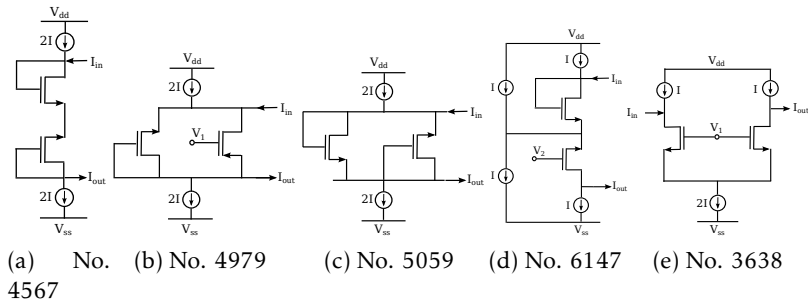 V_dd
2I
I_in
I_out
2I
V_ss
V_dd
2I
I_in
V_1
I_out
2I
V_ss
V_dd
2I
I_in
I_out
2I
V_ss
V_dd
I
I
I_in
V_2
I
I_out
I
V_ss
V_dd
I
I
I_in
I_out
V_1
2I
V_ss
(a) No. 4567
(b) No. 4979
(c) No. 5059
(d) No. 6147
(e) No. 3638